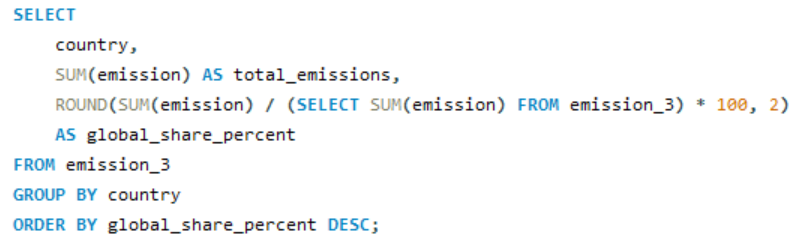 SELECT
    country,
    SUM(emission) AS total_emissions,
    ROUND(SUM(emission) / (SELECT SUM(emission) FROM emission_3) * 100, 2)
    AS global_share_percent
FROM emission_3
GROUP BY country
ORDER BY global_share_percent DESC;